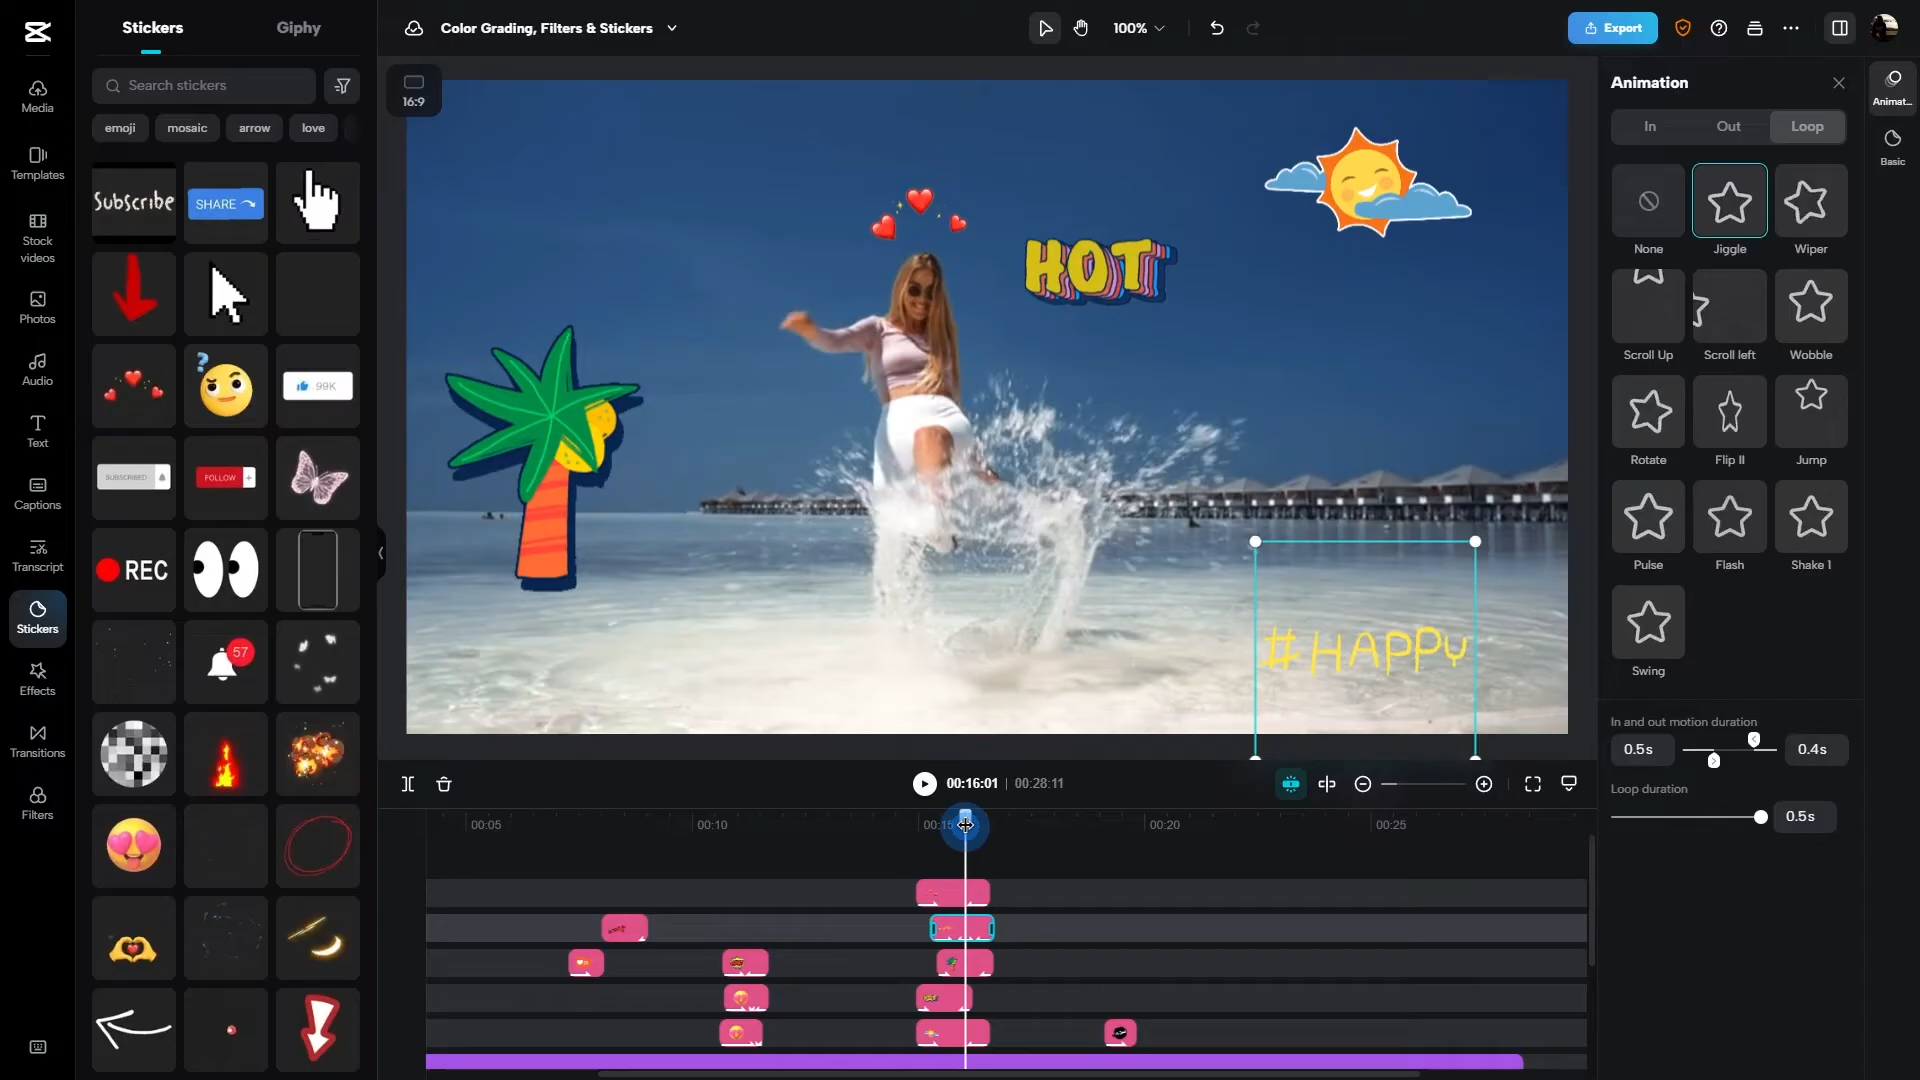 Stickers
Giphy
Color Grading, Filters & Stickers
100%
Export
Search stickers
emoji
mosaic
arrow
love
Media
Templates
Stock
videos
Photos
Audio
Text
Captions
Transcript
Stickers
Effects
Transitions
Filters
Subscribe
SHARE
99K
SUBSCRIBED
FOLLOW +
REC
57
16:9
HOT
#HAPPY
Animation
In
Out
Loop
None
Jiggle
Wiper
Scroll Up
Scroll left
Wobble
Rotate
Flip II
Jump
Pulse
Flash
Shake 1
Swing
In and out motion duration
0.5s
0.4s
Loop duration
0.5s
Animat...
Basic
00:16:01 | 00:28:11
00:05
00:10
00:15
00:20
00:25